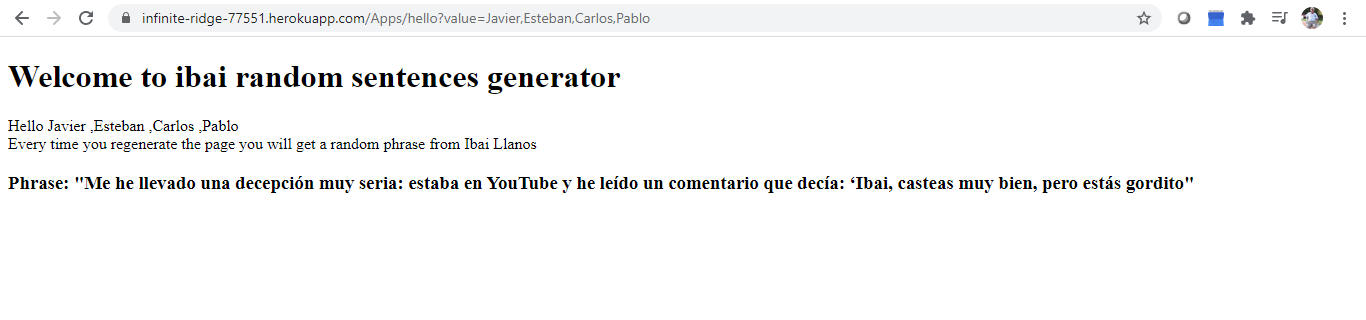 infinite-ridge-77551.herokuapp.com/Apps/hello?value=Javier,Esteban,Carlos,Pablo
Welcome to ibai random sentences generator
Hello Javier ,Esteban ,Carlos ,Pablo
Every time you regenerate the page you will get a random phrase from Ibai Llanos
Phrase: "Me he llevado una decepción muy seria: estaba en YouTube y he leído un comentario que decía: ‘Ibai, casteas muy bien, pero estás gordito"